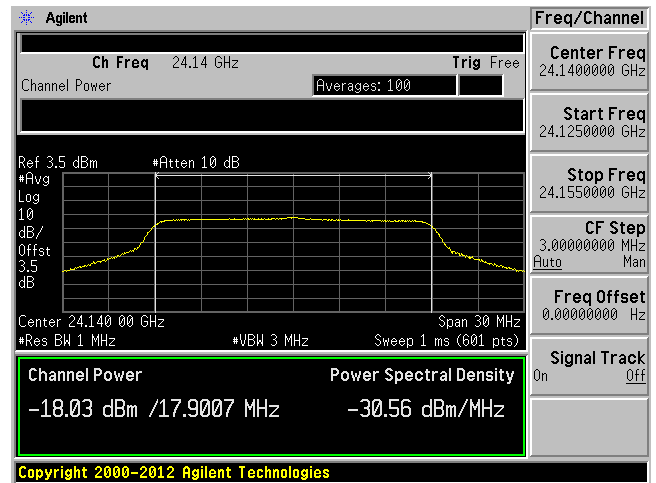 Agilent
Freq/Channel
Ch Freq 24.14 GHz Trig Free
Channel Power Averages: 100
Center Freq
24.1400000 GHz
Start Freq
24.1250000 GHz
Stop Freq
24.1550000 GHz
CF Step
3.00000000 MHz
Auto Man
Freq Offset
0.00000000 Hz
Signal Track
On Off
Ref 3.5 dBm #Atten 10 dB
#Avg
Log
10
dB/
Offst
3.5
dB
Center 24.140 00 GHz Span 30 MHz
#Res BW 1 MHz #VBW 3 MHz Sweep 1 ms (601 pts)
Channel Power Power Spectral Density
-18.03 dBm /17.9007 MHz -30.56 dBm/MHz
Copyright 2000-2012 Agilent Technologies